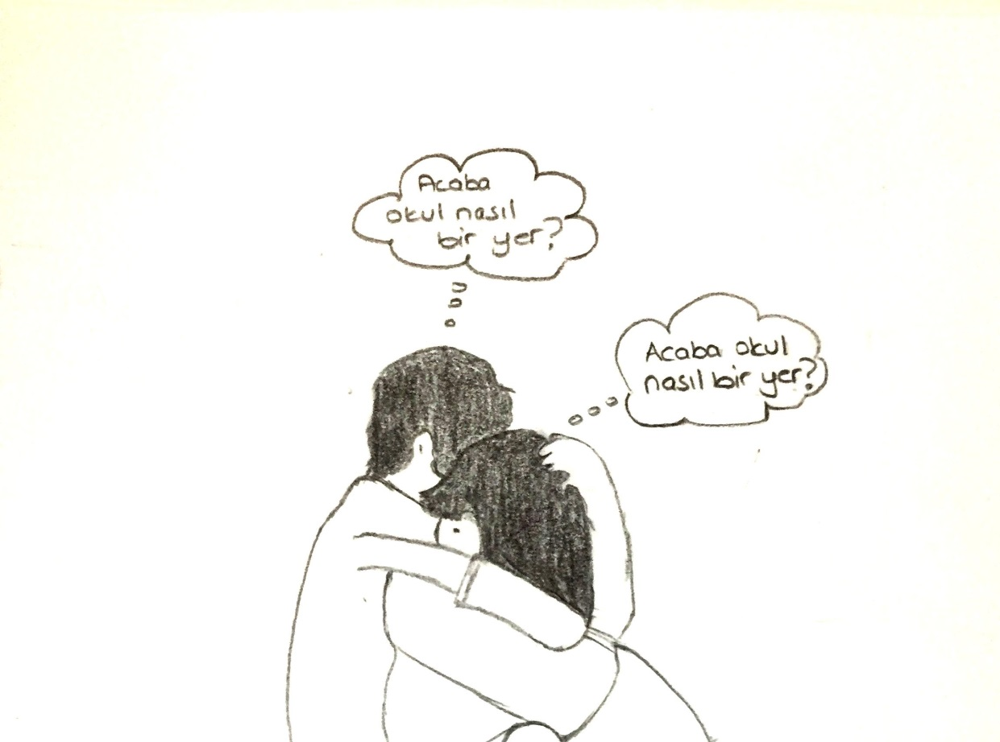 Acaba
okul nasıl
bir yer?
Acaba okul
nasıl bir yer?